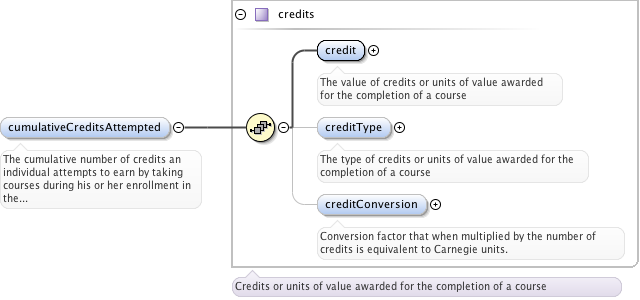 credits
credit
The value of credits or units of value awarded
for the completion of a course
cumulativeCreditsAttempted
The cumulative number of credits an
individual attempts to earn by taking
courses during his or her enrollment in
the...
creditType
The type of credits or units of value awarded for the
completion of a course
creditConversion
Conversion factor that when multiplied by the number of
credits is equivalent to Carnegie units.
Credits or units of value awarded for the completion of a course